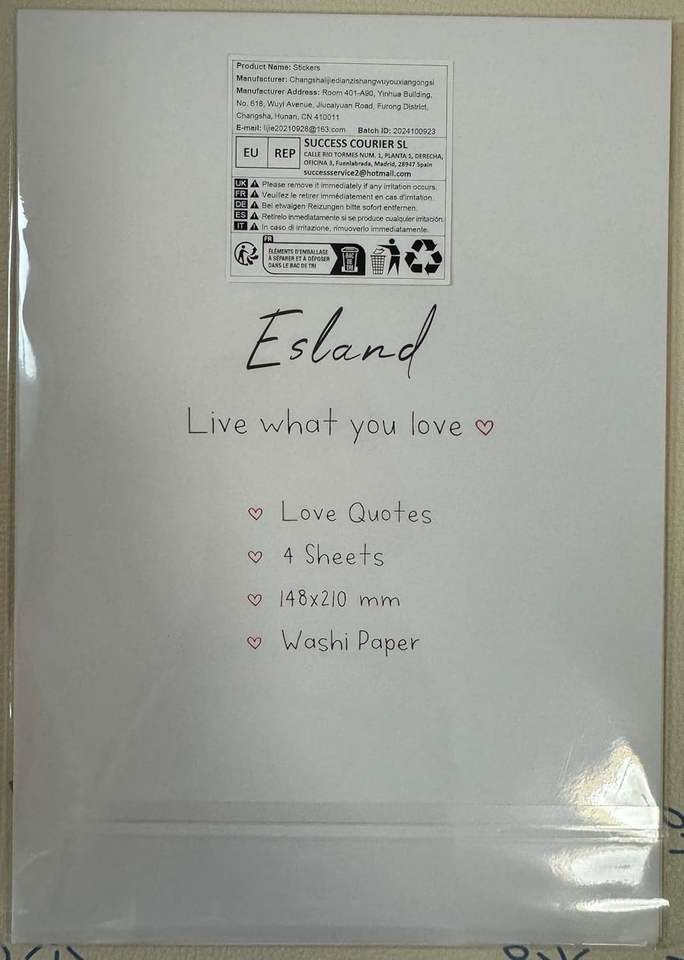 Product Name: Stickers
Manufacturer: Changshalijiedianzishangwuyouxiangongsi
Manufacturer Address: Room 401-A90, Yinhua Building,
No. 618, Wuyi Avenue, Jiucaiyuan Road, Furong District,
Changsha, Hunan, CN 410011
E-mail: lijie20210928@163.com Batch ID: 2024100923
EU REP
SUCCESS COURIER SL
CALLE RIO TORMES NUM. 1, PLANTA 1, DERECHA,
OFICINA 3, Fuenlabrada, Madrid, 28947 Spain
successservice2@hotmail.com
UK Please remove it immediately if any irritation occurs.
FR Veuillez le retirer immédiatement en cas d'irritation.
DE Bei etwaigen Reizungen bitte sofort entfernen.
ES Retírelo inmediatamente si se produce cualquier irritación.
IT In caso di irritazione, rimuoverlo immediatamente.
FR
ÉLÉMENTS D'EMBALLAGE
À SÉPARER ET À DÉPOSER
DANS LE BAC DE TRI
BAC
DE
TRI
Esland
Live what you love
Love Quotes
4 Sheets
148x210 mm
Washi Paper